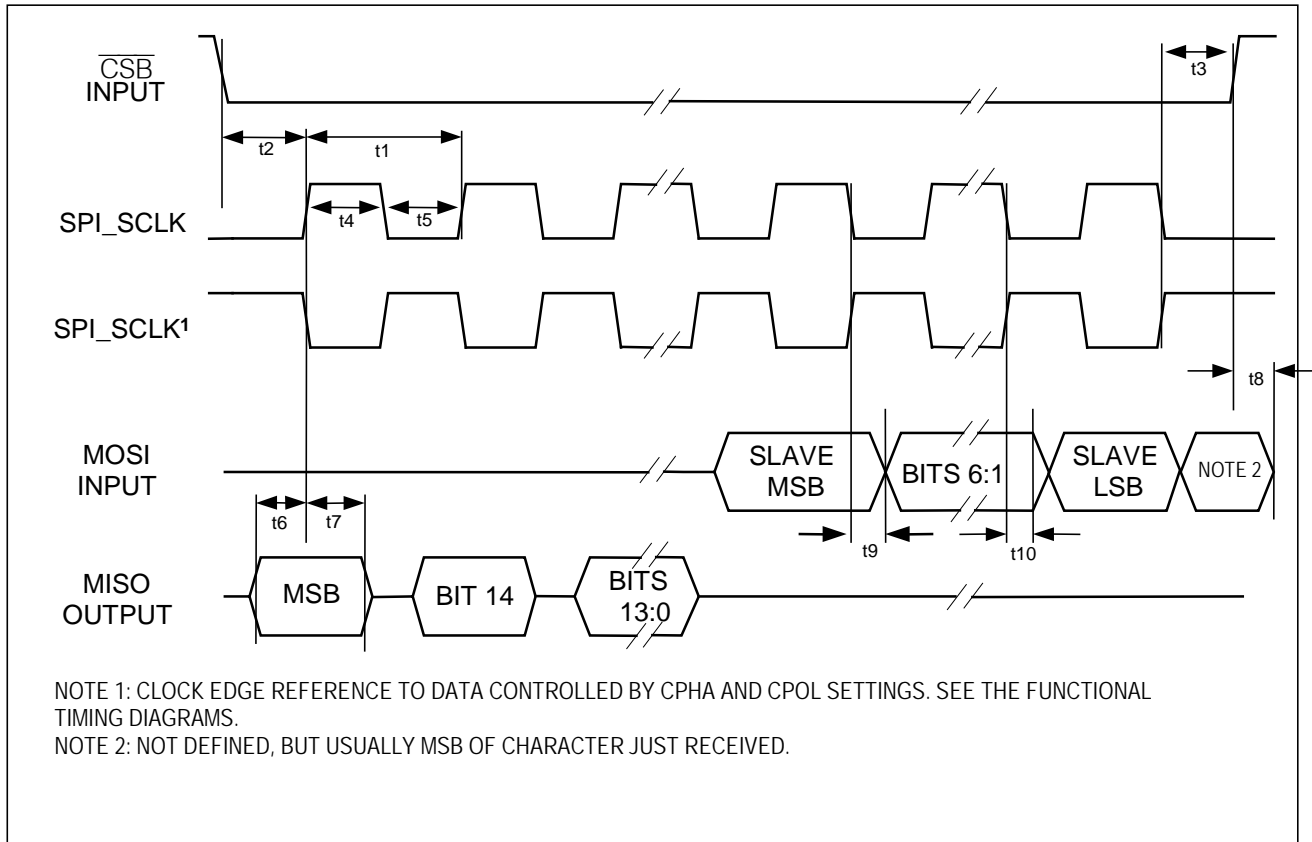 CSB
INPUT
t3
t2
t1
SPI_SCLK
t4
t5
SPI_SCLK¹
t8
MOSI
INPUT
SLAVE
MSB
BITS 6:1
SLAVE
LSB
NOTE 2
t6
t7
t9
t10
MISO
OUTPUT
MSB
BIT 14
BITS
13:0
NOTE 1: CLOCK EDGE REFERENCE TO DATA CONTROLLED BY CPHA AND CPOL SETTINGS. SEE THE FUNCTIONAL
TIMING DIAGRAMS.
NOTE 2: NOT DEFINED, BUT USUALLY MSB OF CHARACTER JUST RECEIVED.